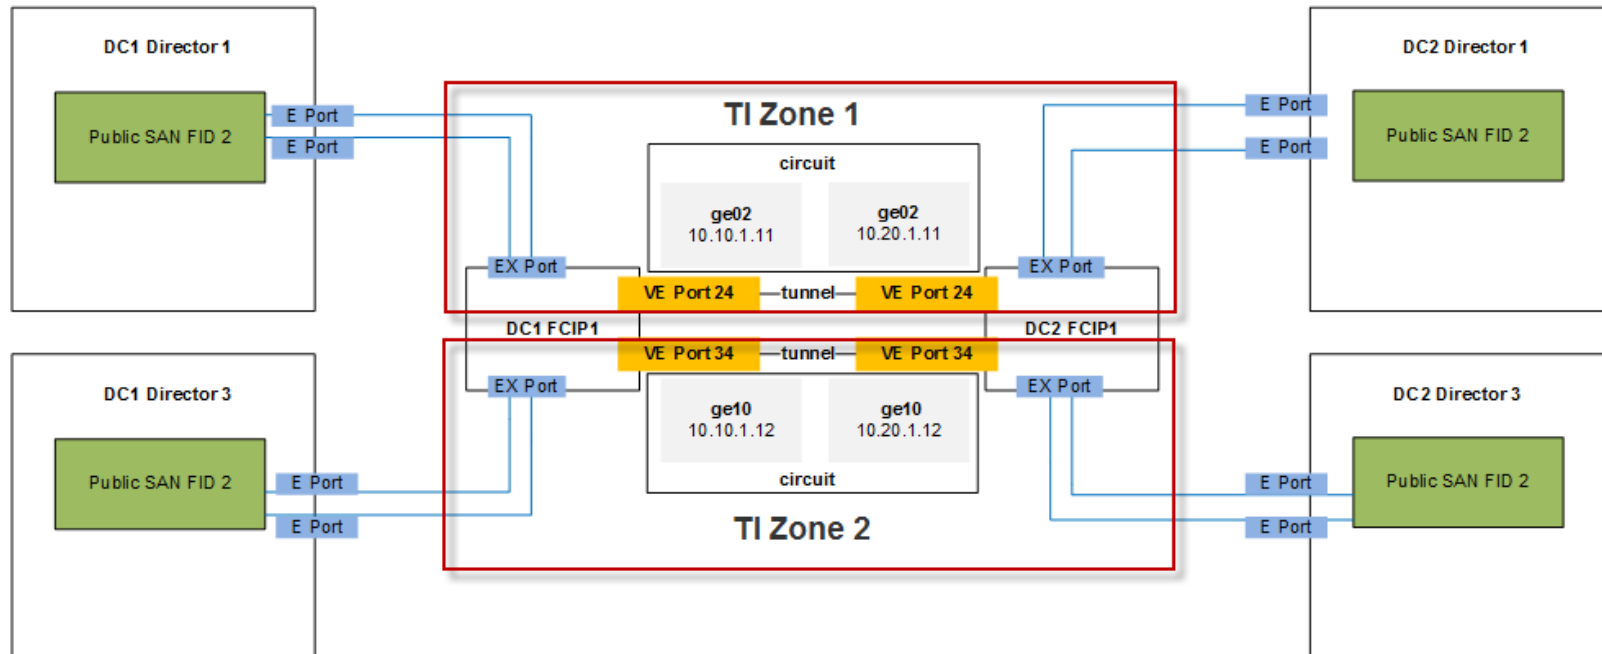 DC1 Director 1
Public SAN FID 2
E Port
E Port
TI Zone 1
circuit
ge02
10.10.1.11
ge02
10.20.1.11
EX Port
EX Port
VE Port 24
tunnel
VE Port 24
DC2 Director 1
E Port
E Port
Public SAN FID 2
DC1 FCIP1
DC2 FCIP1
DC1 Director 3
Public SAN FID 2
E Port
E Port
VE Port 34
tunnel
VE Port 34
EX Port
EX Port
ge10
10.10.1.12
ge10
10.20.1.12
circuit
TI Zone 2
DC2 Director 3
E Port
E Port
Public SAN FID 2